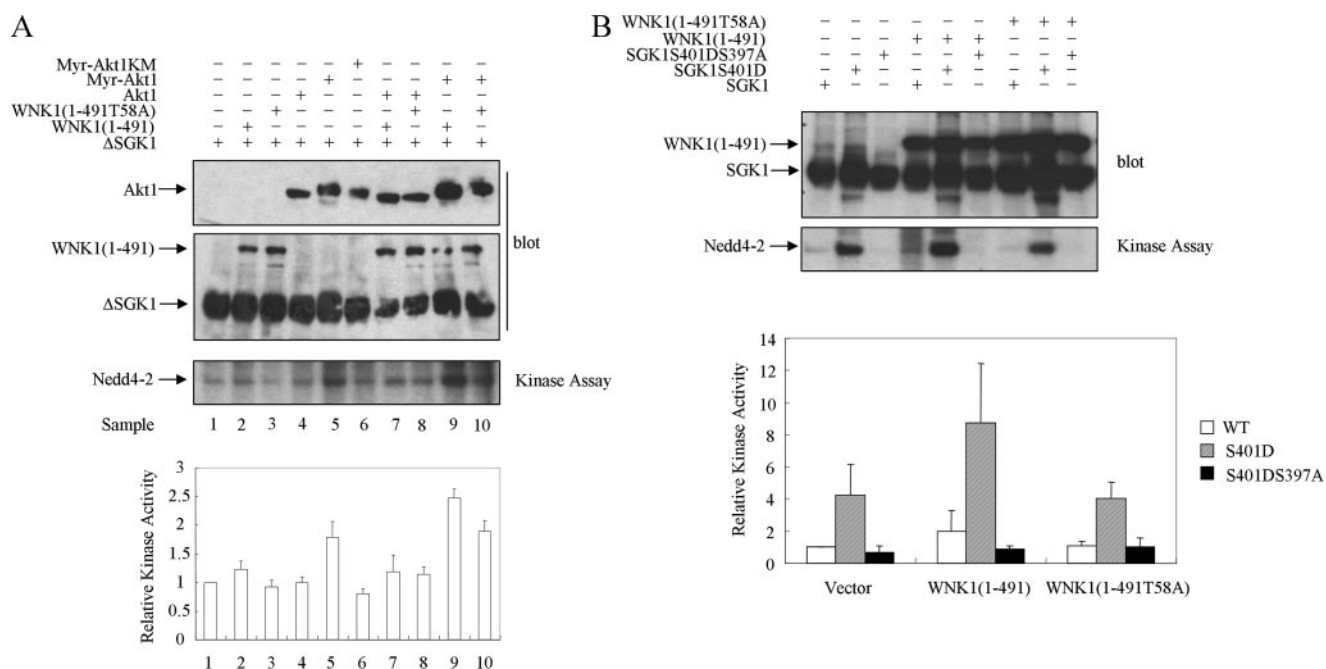 A
Myr-Akt1KM − − − − − + − − − −
Myr-Akt1 − − − − + − − − + +
Akt1 − − − + − − + + − −
WNK1(1-491T58A) − − + − − − − + − +
WNK1(1-491) − + − − − − + − + −
ΔSGK1 + + + + + + + + + +
Akt1
WNK1(1-491)
ΔSGK1
blot
Nedd4-2
Kinase Assay
Sample 1 2 3 4 5 6 7 8 9 10
Relative Kinase Activity
3
2.5
2
1.5
1
0.5
0
1 2 3 4 5 6 7 8 9 10
B
WNK1(1-491T58A) − − − − − − + + +
WNK1(1-491) − − − + + + − − −
SGK1S401DS397A − − + − − + − − +
SGK1S401D − + − − + − − + −
SGK1 + − − + − − + − −
WNK1(1-491)
SGK1
blot
Nedd4-2
Kinase Assay
Relative Kinase Activity
14
12
10
8
6
4
2
0
Vector WNK1(1-491) WNK1(1-491T58A)
WT
S401D
S401DS397A